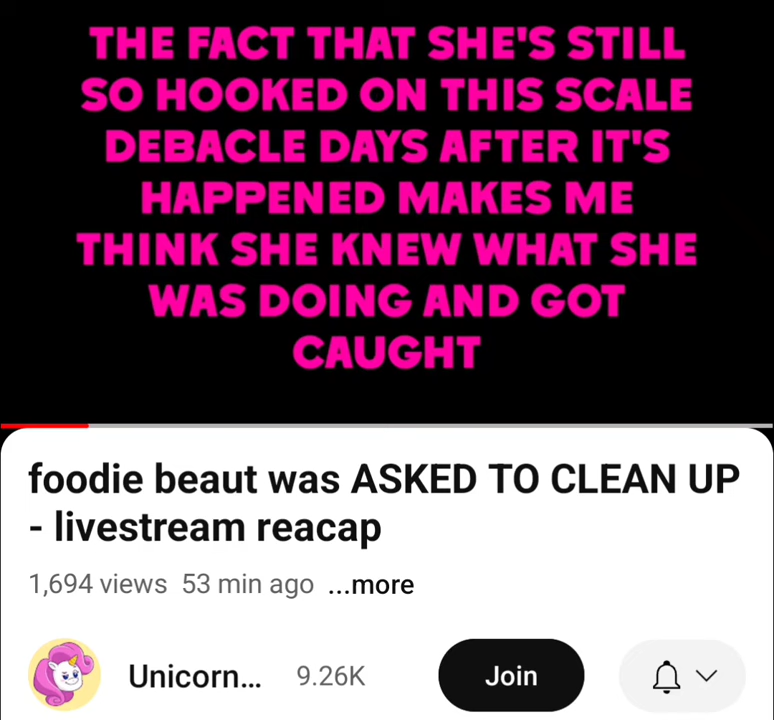 THE FACT THAT SHE'S STILL
SO HOOKED ON THIS SCALE
DEBACLE DAYS AFTER IT'S
HAPPENED MAKES ME
THINK SHE KNEW WHAT SHE
WAS DOING AND GOT
CAUGHT
foodie beaut was ASKED TO CLEAN UP
- livestream reacap
1,694 views 53 min ago ...more
Unicorn... 9.26K Join